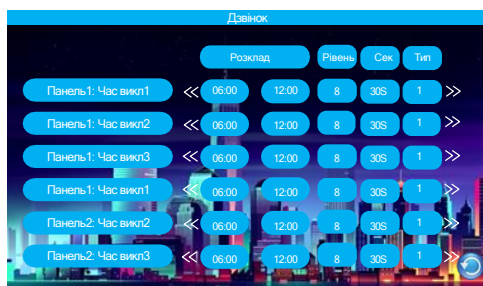 Дзвінок
Розклад Рівень Сек Тип
Панель1: Час викл1 << 06:00 12:00 8 30S 1 >>
Панель1: Час викл2 << 06:00 12:00 8 30S 1 >>
Панель1: Час викл3 << 06:00 12:00 8 30S 1 >>
Панель1: Час викл1 << 06:00 12:00 8 30S 1 >>
Панель2: Час викл2 << 06:00 12:00 8 30S 1 >>
Панель2: Час викл3 << 06:00 12:00 8 30S 1 >>